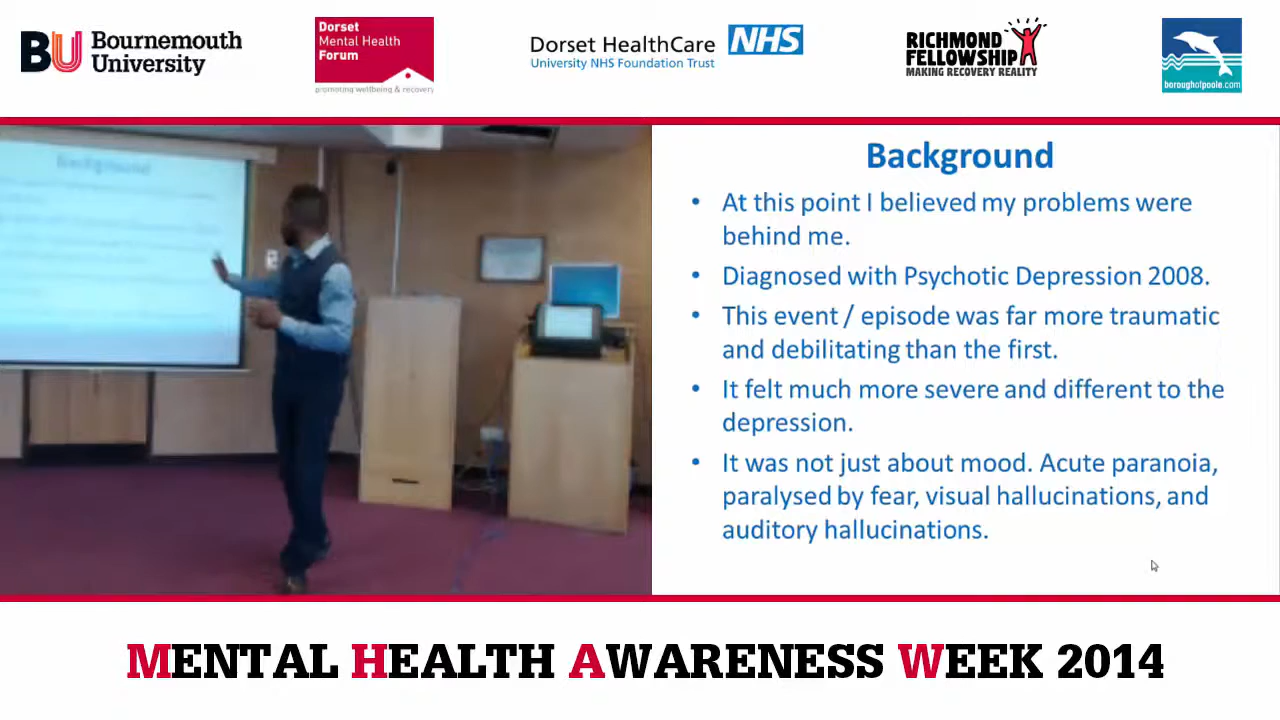 BU Bournemouth University
Dorset
Mental Health
Forum
promoting wellbeing & recovery
Dorset HealthCare NHS
University NHS Foundation Trust
RICHMOND
FELLOWSHIP
MAKING RECOVERY REALITY
boroughofpoole.com
Background
Background
• At this point I believed my problems were
behind me.
• Diagnosed with Psychotic Depression 2008.
• This event / episode was far more traumatic
and debilitating than the first.
• It felt much more severe and different to the
depression.
• It was not just about mood. Acute paranoia,
paralysed by fear, visual hallucinations, and
auditory hallucinations.
MENTAL HEALTH AWARENESS WEEK 2014